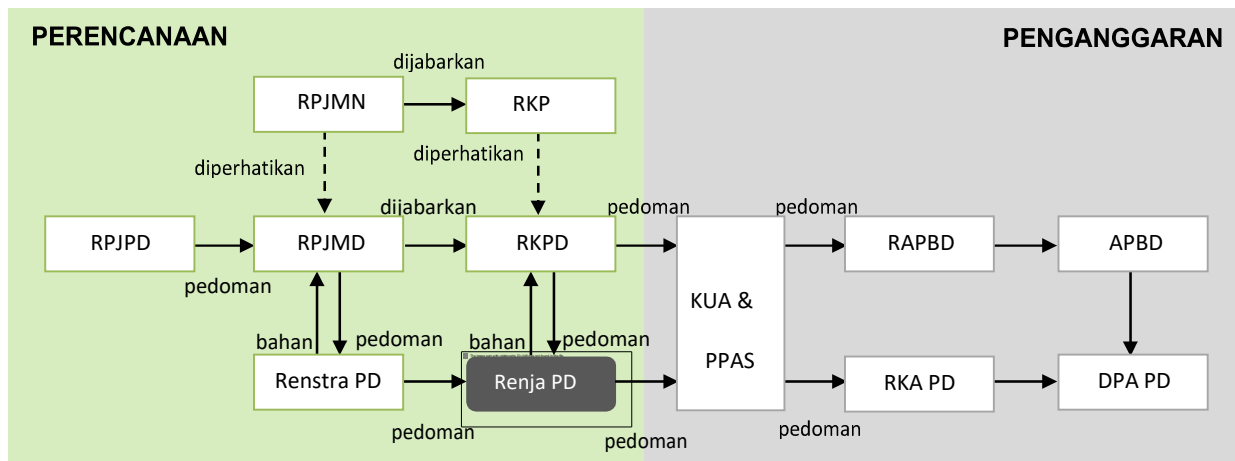 PERENCANAAN
PENGANGGARAN
dijabarkan
RPJMN
RKP
diperhatikan
diperhatikan
dijabarkan
pedoman
pedoman
RPJPD
RPJMD
RKPD
RAPBD
APBD
pedoman
KUA &
PPAS
bahan
pedoman
bahan
pedoman
Renstra PD
Renja PD
RKA PD
DPA PD
pedoman
pedoman
pedoman